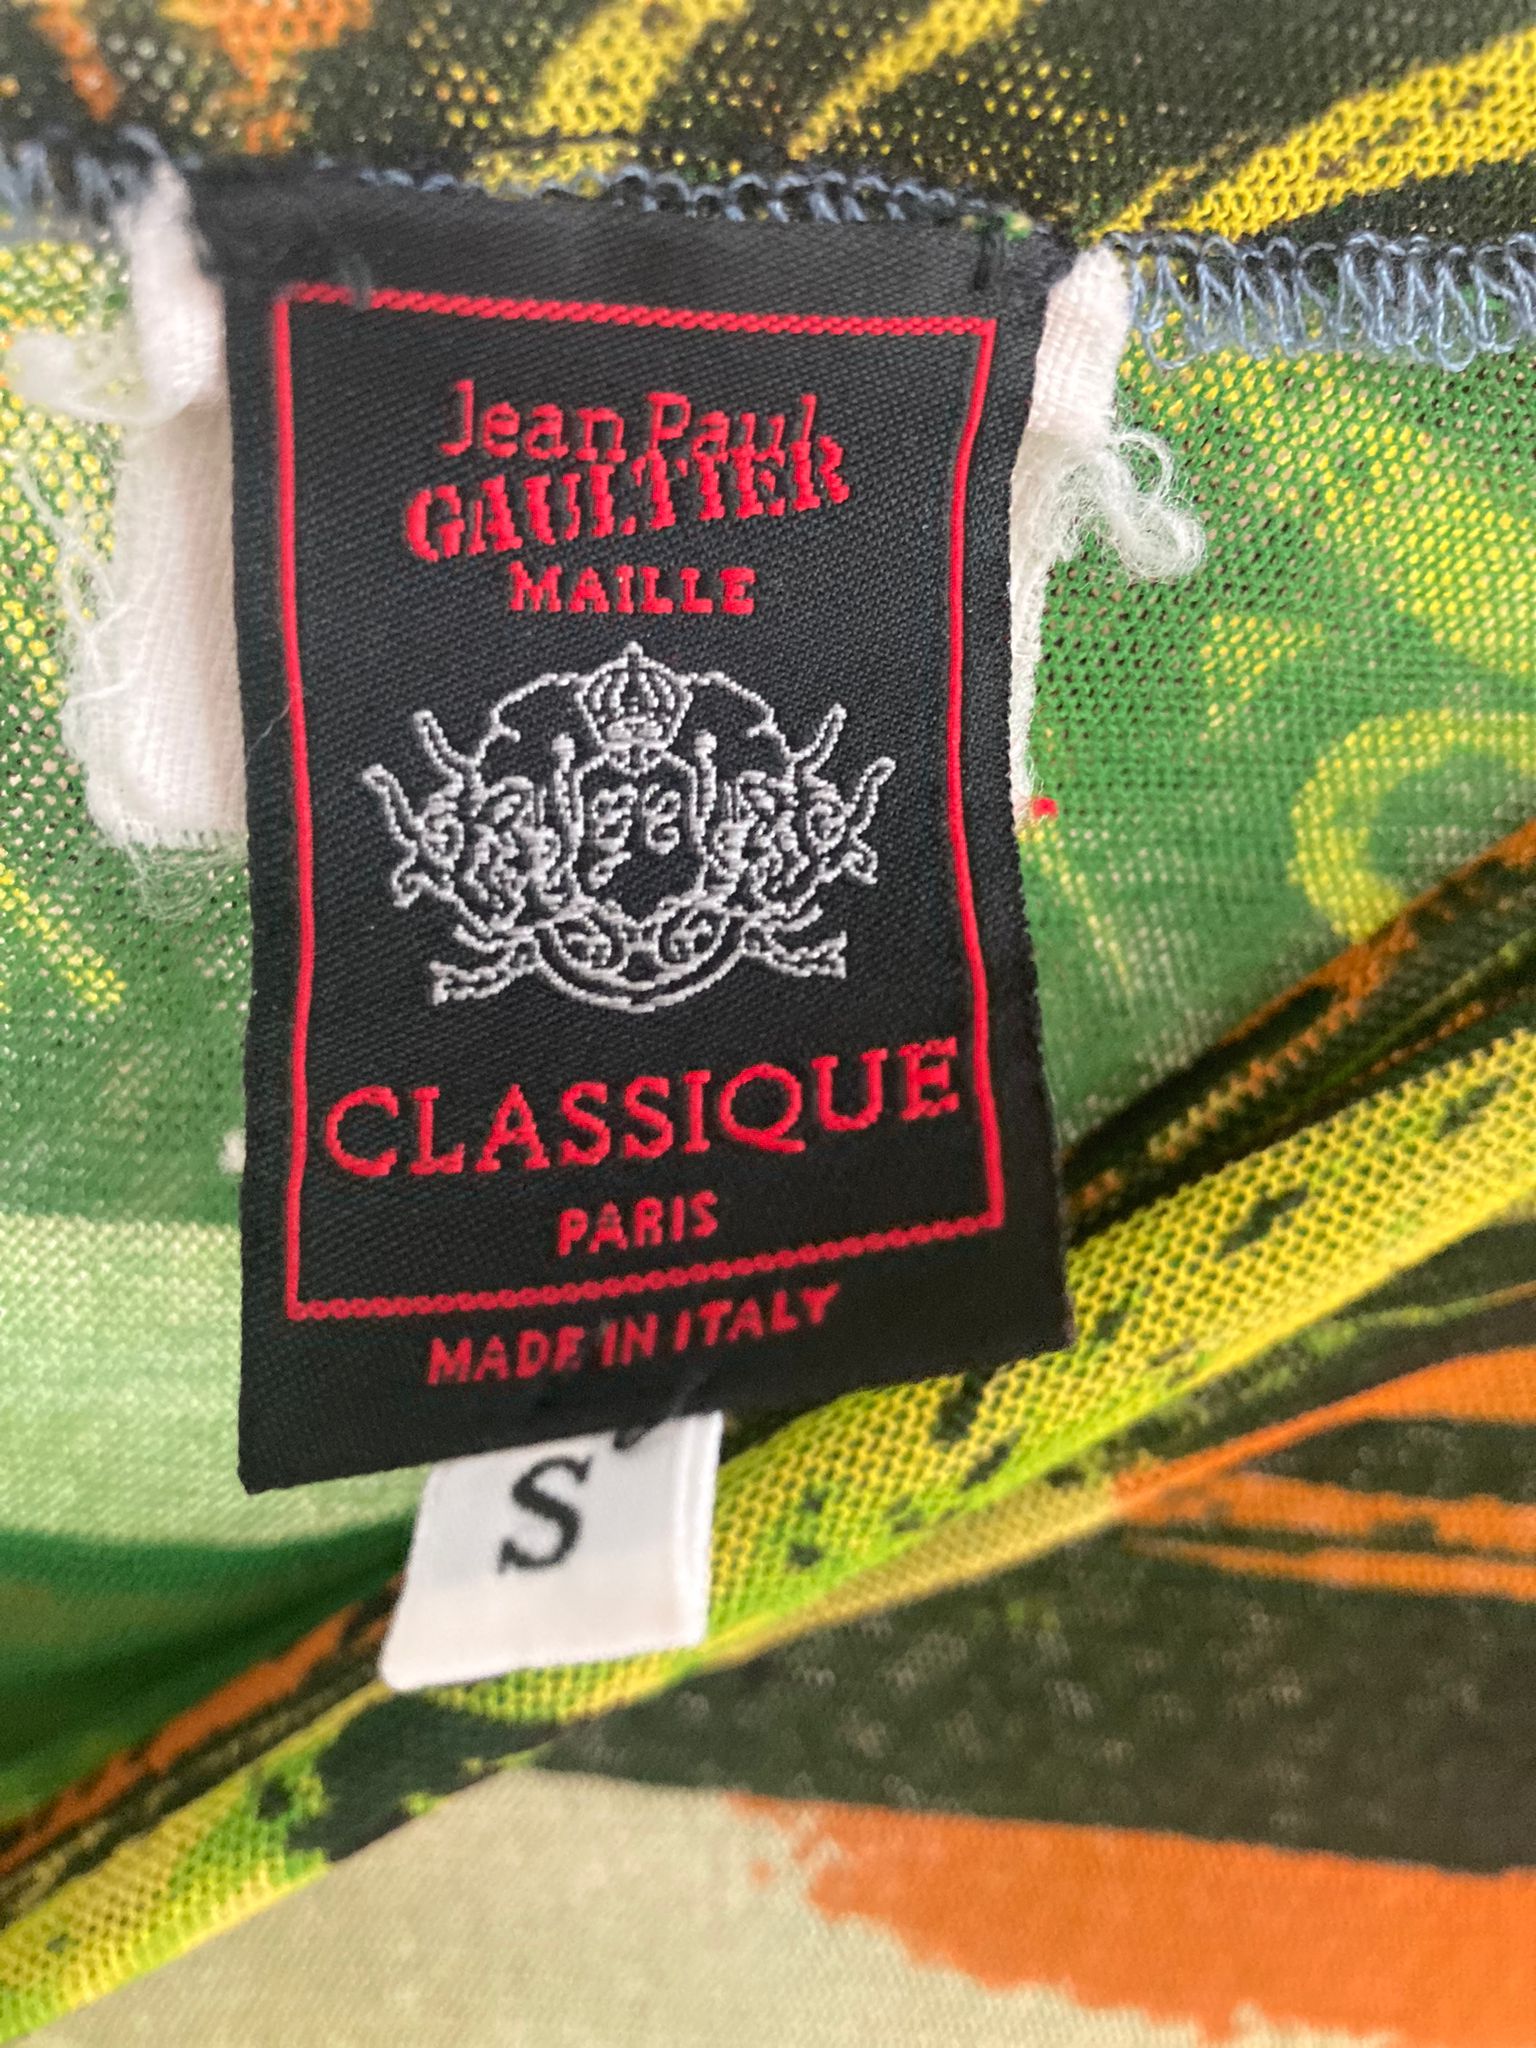 Jean Paul
GAULTIER
MAILLE
CLASSIQUE
PARIS
MADE IN ITALY
S